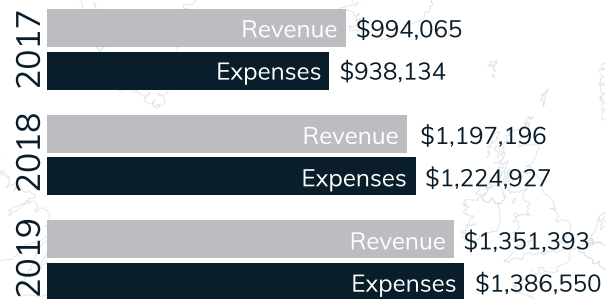 2017
Revenue $994,065
Expenses $938,134
2018
Revenue $1,197,196
Expenses $1,224,927
2019
Revenue $1,351,393
Expenses $1,386,550